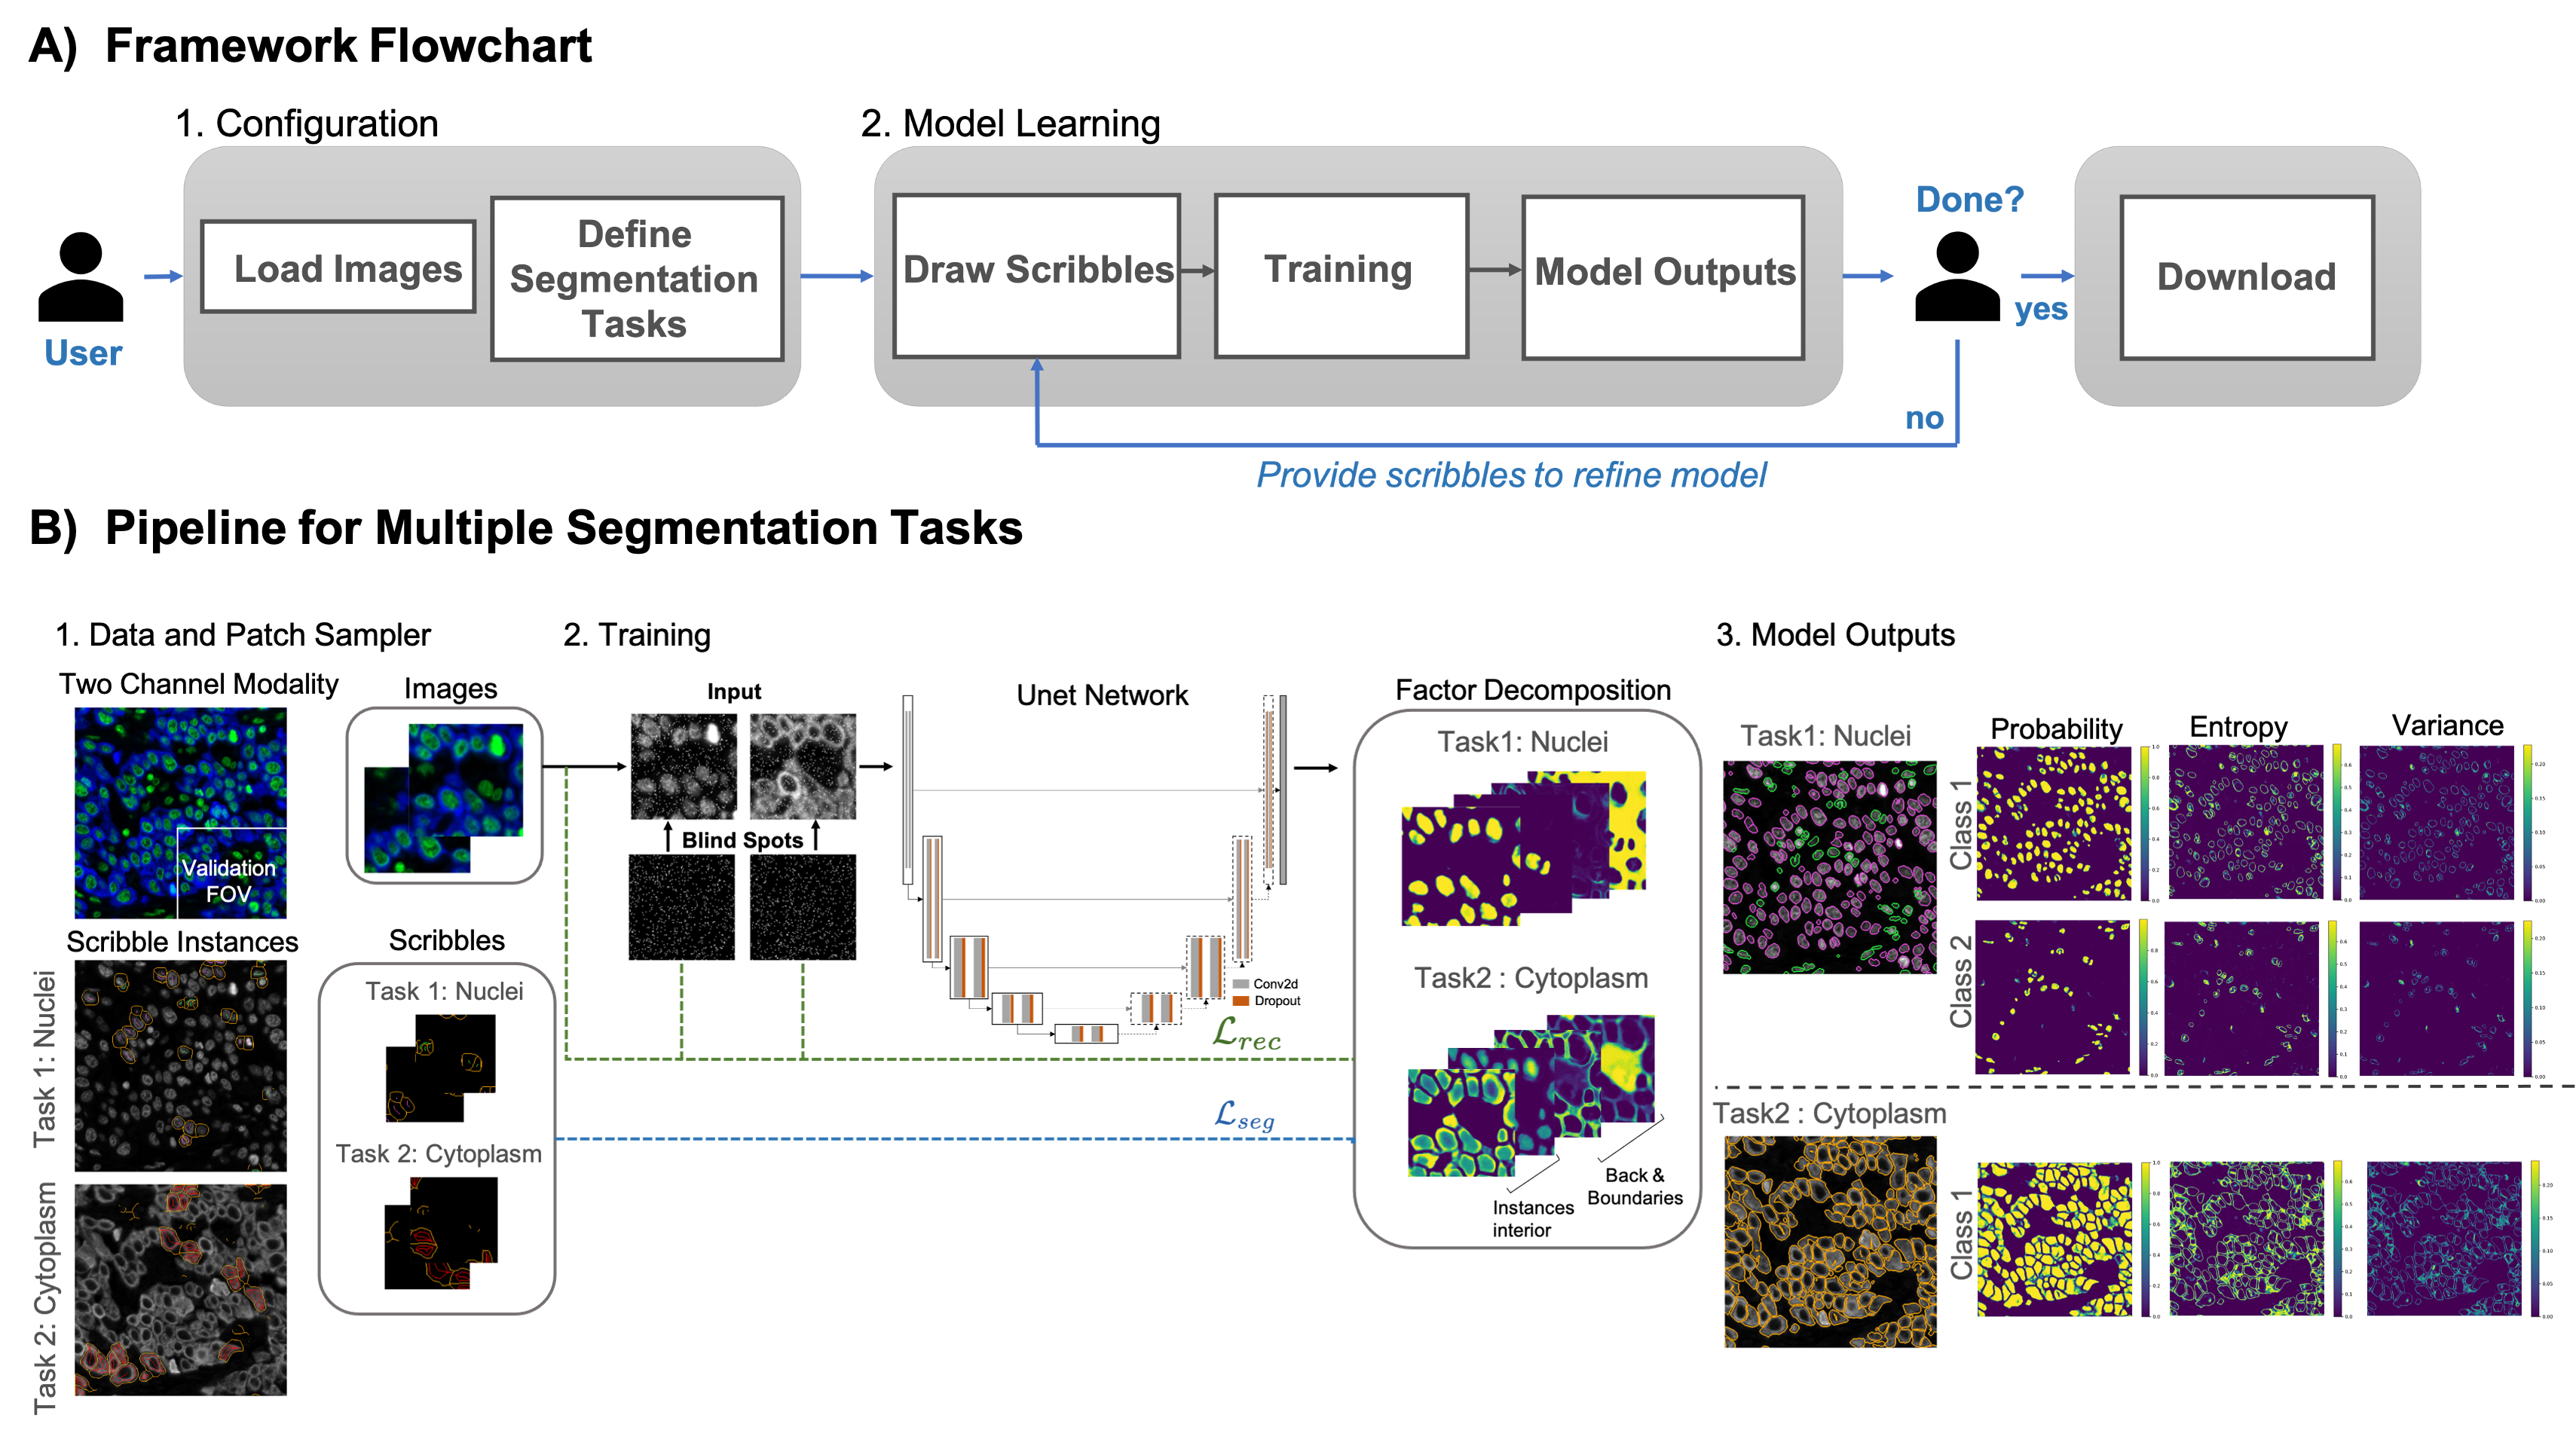 A) Framework Flowchart
1. Configuration
2. Model Learning
User
Load Images
Define
Segmentation
Tasks
Draw Scribbles
Training
Model Outputs
Done?
yes
no
Download
Provide scribbles to refine model
B) Pipeline for Multiple Segmentation Tasks
1. Data and Patch Sampler
2. Training
3. Model Outputs
Two Channel Modality
Validation
FOV
Images
Scribble Instances
Task 1: Nuclei
Task 2: Cytoplasm
Scribbles
Task 1: Nuclei
Task 2: Cytoplasm
Input
Blind Spots
Unet Network
Conv2d
Dropout
ℒrec
ℒseg
Factor Decomposition
Task1: Nuclei
Task2 : Cytoplasm
Instances
interior
Back &
Boundaries
Task1: Nuclei
Probability
Entropy
Variance
Class 1
Class 2
Task2 : Cytoplasm
Class 1